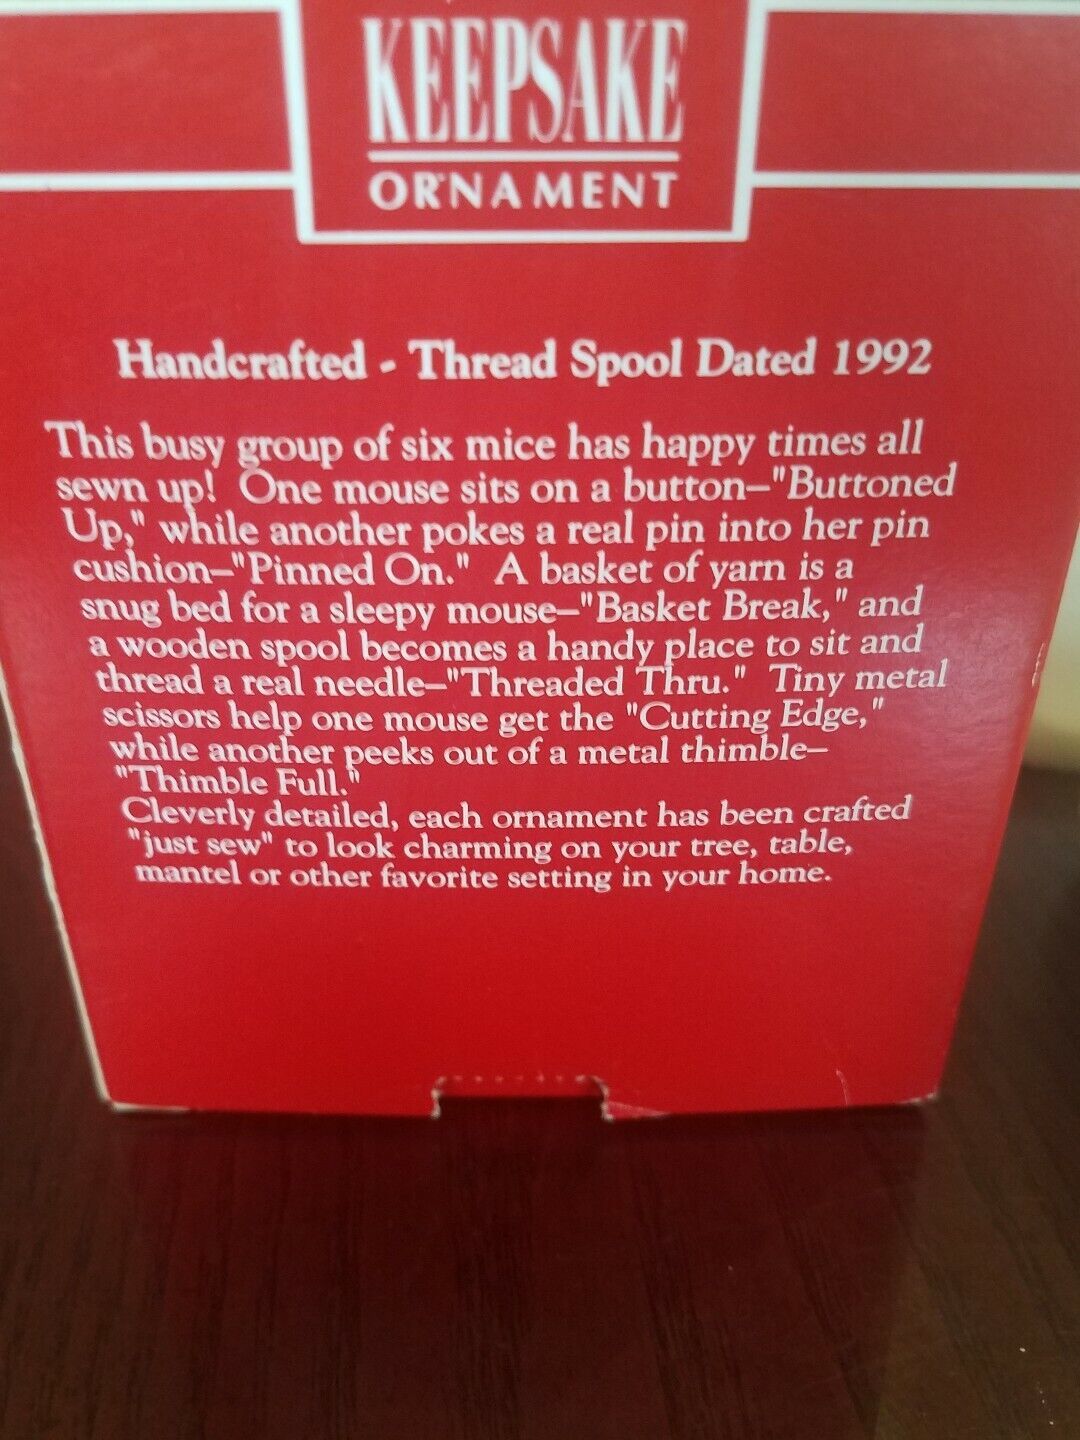 KEEPSAKE
ORNAMENT
Handcrafted - Thread Spool Dated 1992
This busy group of six mice has happy times all
sewn up! One mouse sits on a button—"Buttoned
Up," while another pokes a real pin into her pin
cushion—"Pinned On." A basket of yarn is a
snug bed for a sleepy mouse—"Basket Break," and
a wooden spool becomes a handy place to sit and
thread a real needle—"Threaded Thru." Tiny metal
scissors help one mouse get the "Cutting Edge,"
while another peeks out of a metal thimble—
"Thimble Full."
Cleverly detailed, each ornament has been crafted
"just sew" to look charming on your tree, table,
mantel or other favorite setting in your home.